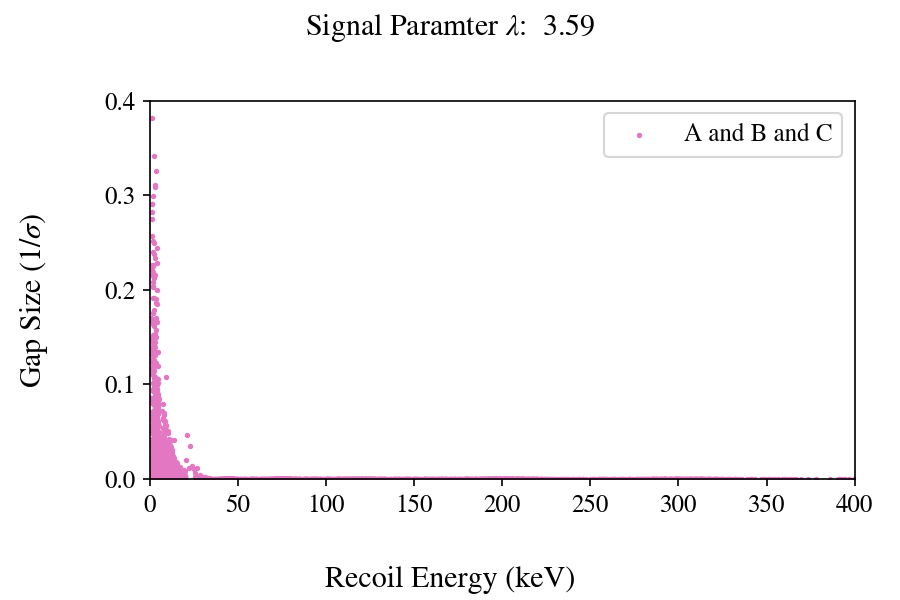 Signal Paramter λ: 3.59
A and B and C
Gap Size (1/σ)
0.4
0.3
0.2
0.1
0.0
0 50 100 150 200 250 300 350 400
Recoil Energy (keV)